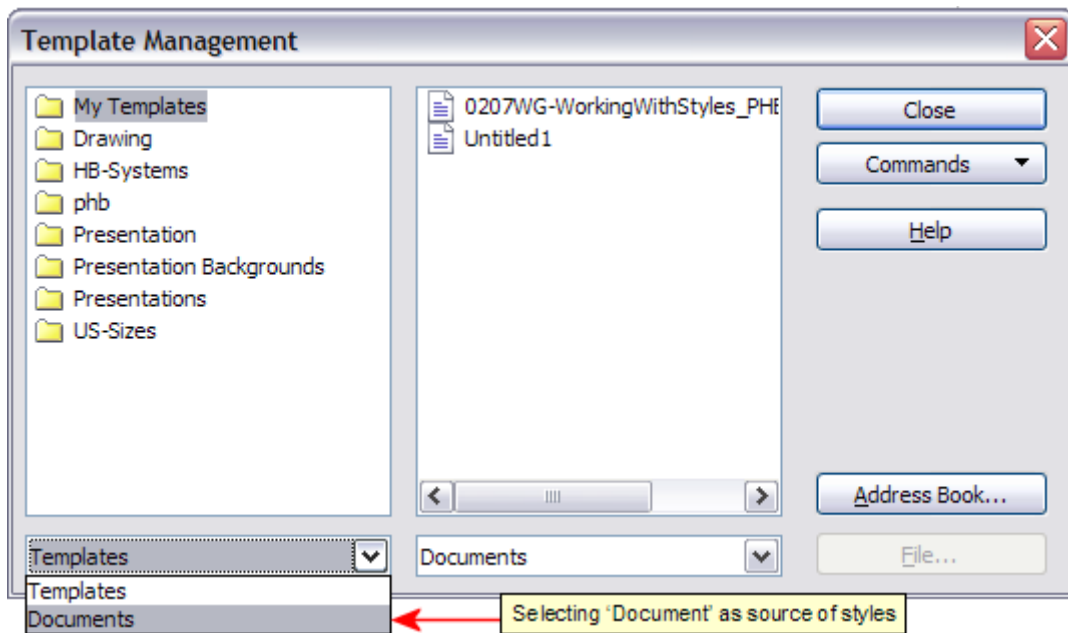 Template Management
My Templates
Drawing
HB-Systems
phb
Presentation
Presentation Backgrounds
Presentations
US-Sizes
0207WG-WorkingWithStyles_PHB
Untitled1
Close
Commands
Help
Address Book...
File...
Templates
Documents
Templates
Documents
Selecting ‘Document’ as source of styles